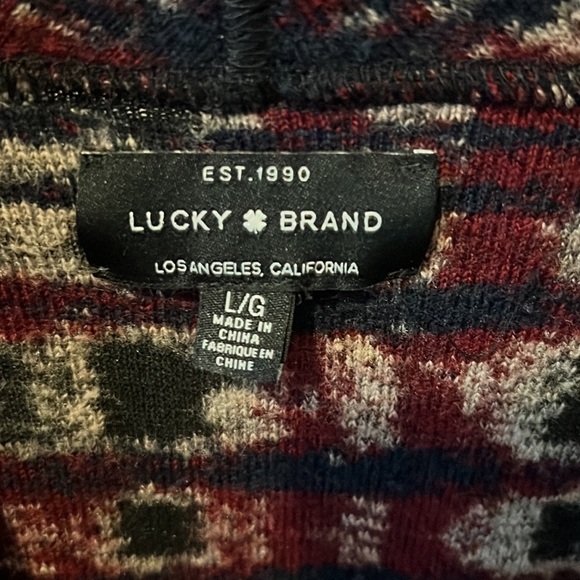 EST.1990
LUCKY BRAND
LOS ANGELES, CALIFORNIA
L/G
MADE IN
CHINA
FABRIQUE EN
CHINE